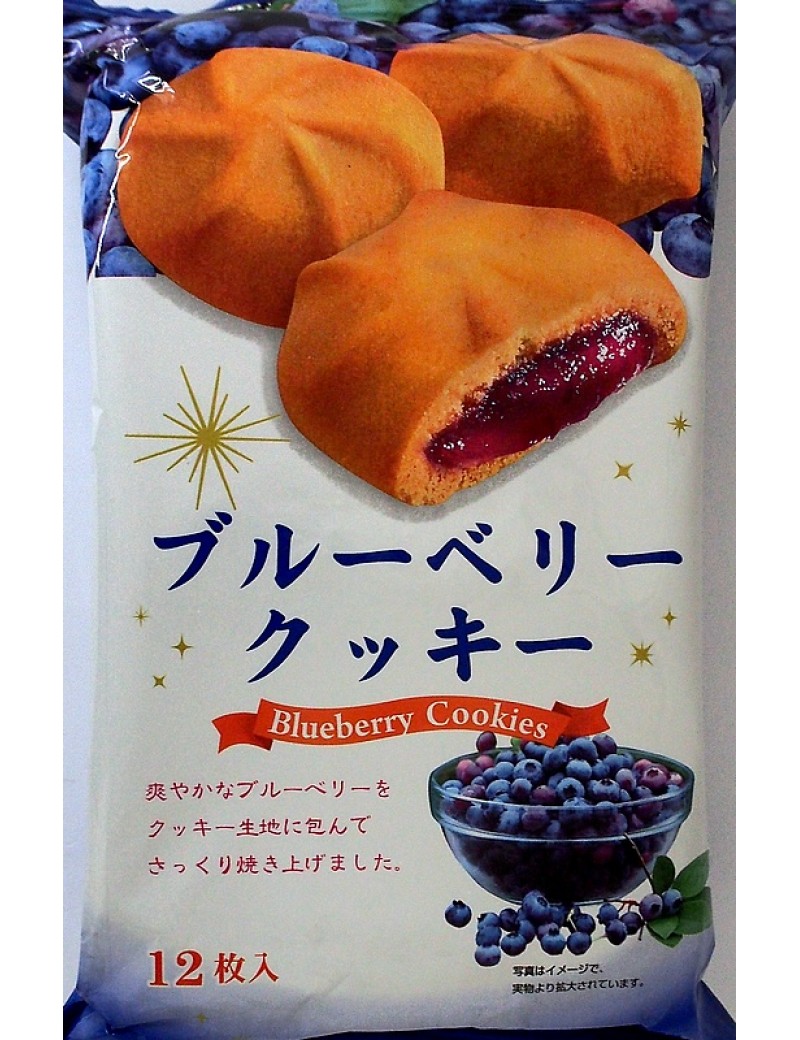 ブルーベリー
クッキー
Blueberry Cookies
爽やかなブルーベリーを
クッキー生地に包んで
さっくり焼き上げました。
12枚入
写真はイメージで、
実物より拡大されています。